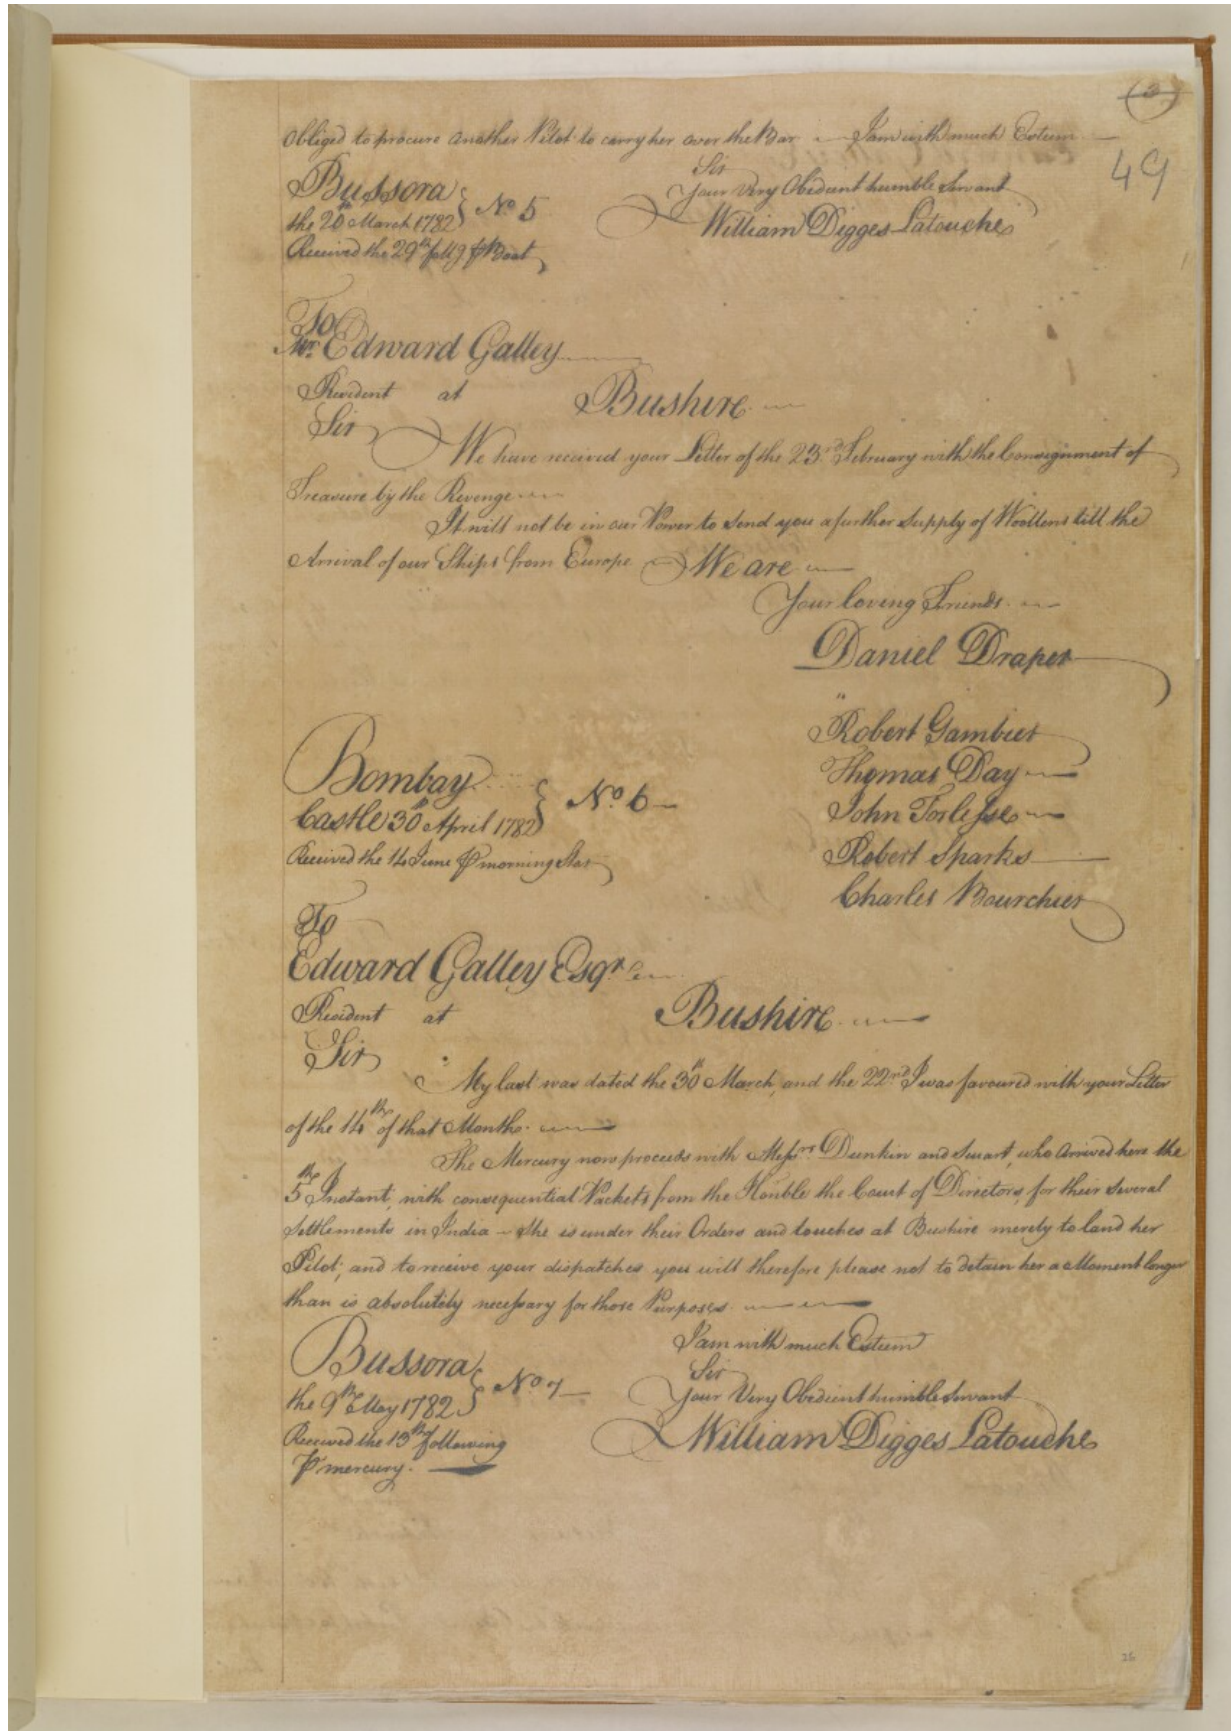 (3)
Obliged to procure another Pilot to carry her over the Bar I am with much Esteem
49
Sir
Your Very Obedient humble Servant
William Digges Latouche
Bussora
the 20th March 1782
No. 5
Received the 29th follg ⅌ Boat
To
Mr. Edward Galley
Resident at Bushire
Sir
We have received your Letter of the 23rd. February with the Consignment of
Treasure by the Revenge
It will not be in our Power to send you a further Supply of Woollens till the
Arrival of our Ships from Europe We are
Your loving Friends
Daniel Draper
"
Robert Gambier
Thomas Day
John Torlesse
Robert Sparks
Charles Bourchier
Bombay
Castle 30th April 1782
No. 6
Received the 14 June ⅌ morning Star
To
Edward Galley Esqr.
Resident at Bushire
Sir
My last was dated the 30th March, and the 22nd I was favoured with your Letter
of the 14th of that Month
The Mercury now proceeds with Messrs. Dunkin and Smart, who Arrived here the
5th Instant, with consequential Packets from the Honble the Court of Directors, for their several
Settlements in India – She is under their Orders and touches at Bushire merely to land her
Pilot, and to receive your dispatches you will therefore please not to detain her a Moment longer
than is absolutely necessary for those Purposes
I am with much Esteem
Sir
Your Very Obedient humble Servant
William Digges Latouche
Bussora
the 9th May 1782
No 7
Received the 13th following
⅌ mercury.
26